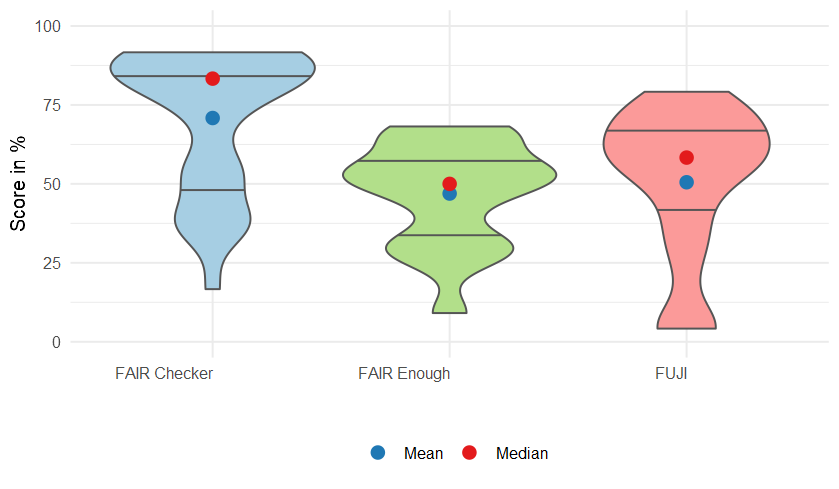 Score in %
100
75
50
25
0
FAIR Checker
FAIR Enough
FUJI
Mean
Median